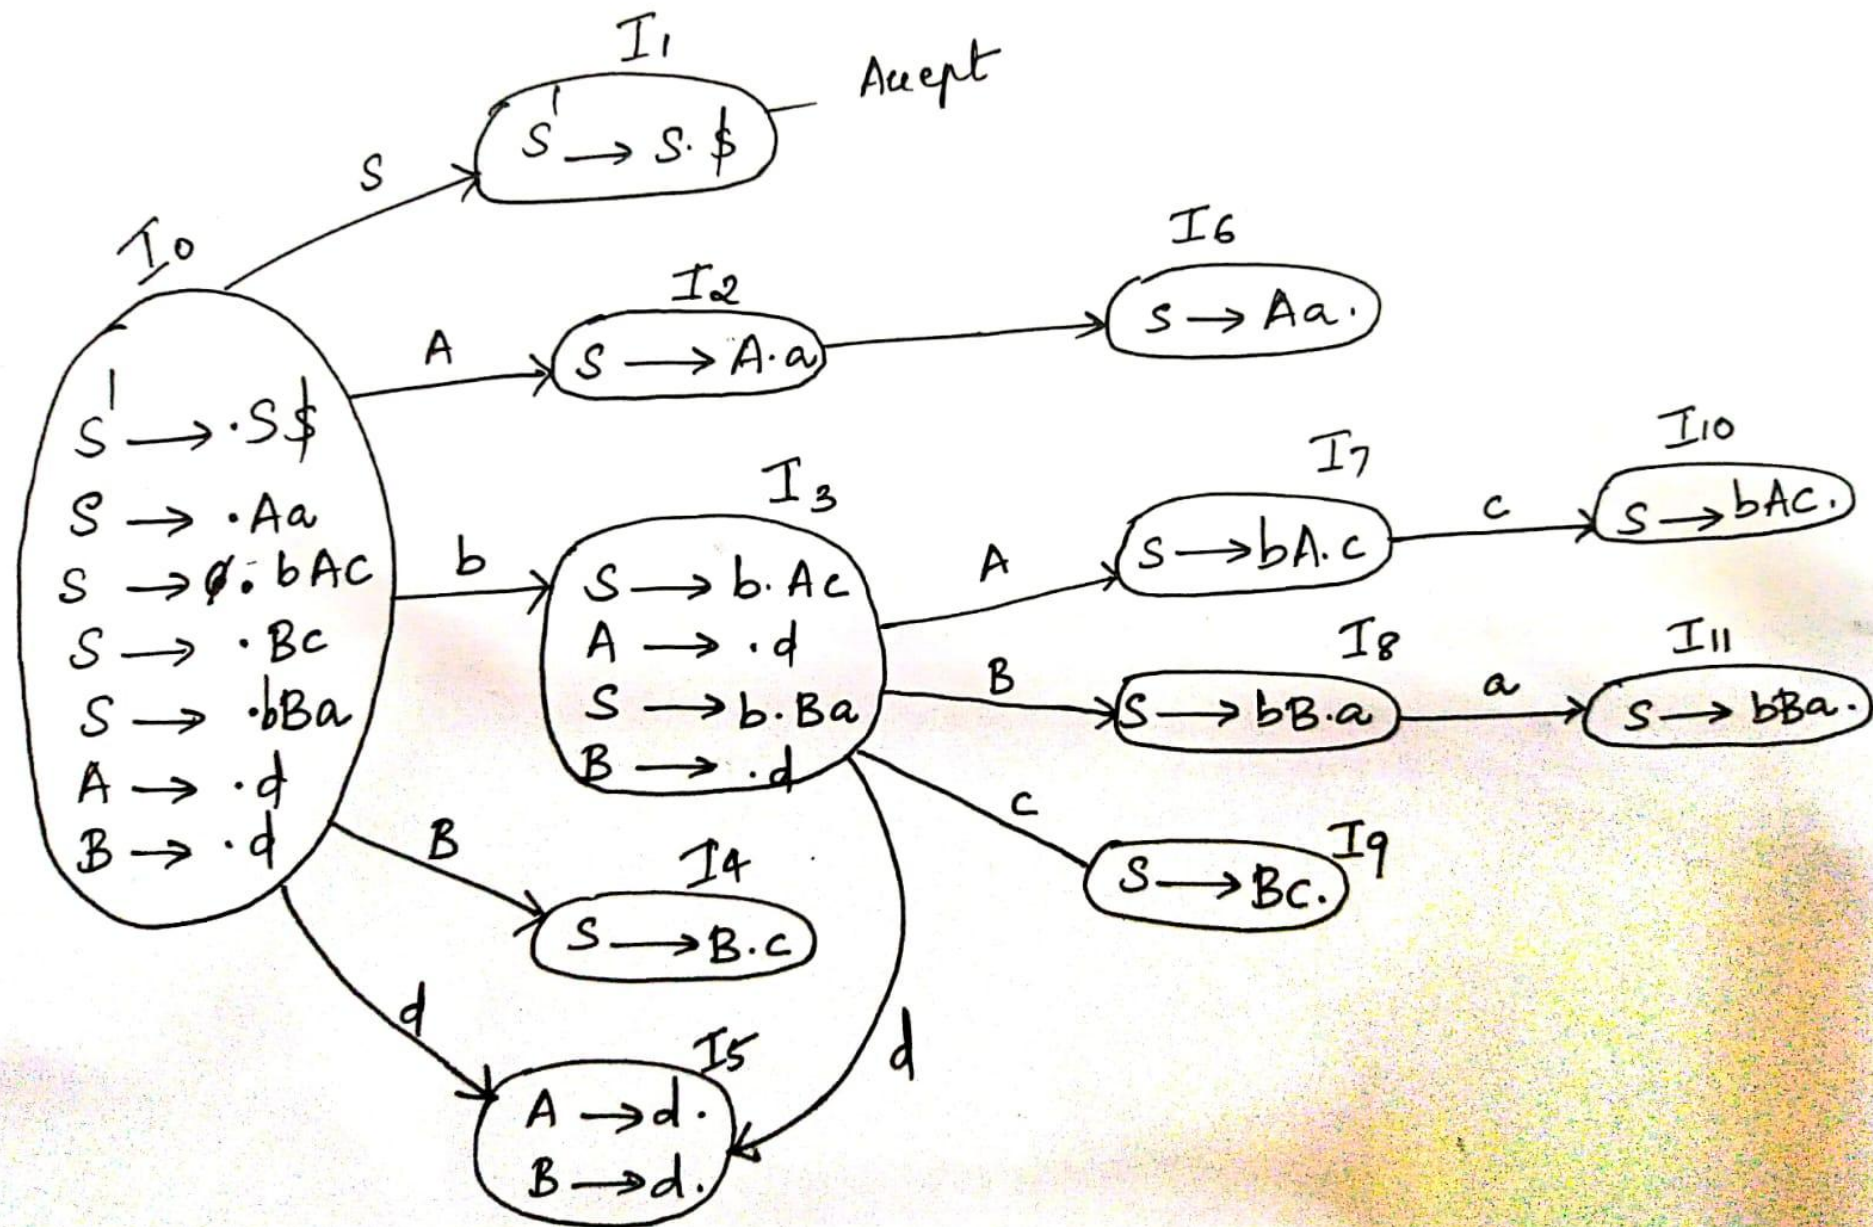 I1
S' → S.$
Accept
S
I0
S' → .S$
S → .Aa
S → .bAc
S → .Bc
S → .bBa
A → .d
B → .d
A
I2
S → A.a
I6
S → Aa.
b
I3
S → b.Ac
A → .d
S → b.Ba
B → .d
A
I7
S → bA.c
c
I10
S → bAc.
B
I8
S → bB.a
a
I11
S → bBa.
c
I9
S → Bc.
B
I4
S → B.c
d
I5
A → d.
B → d.
d